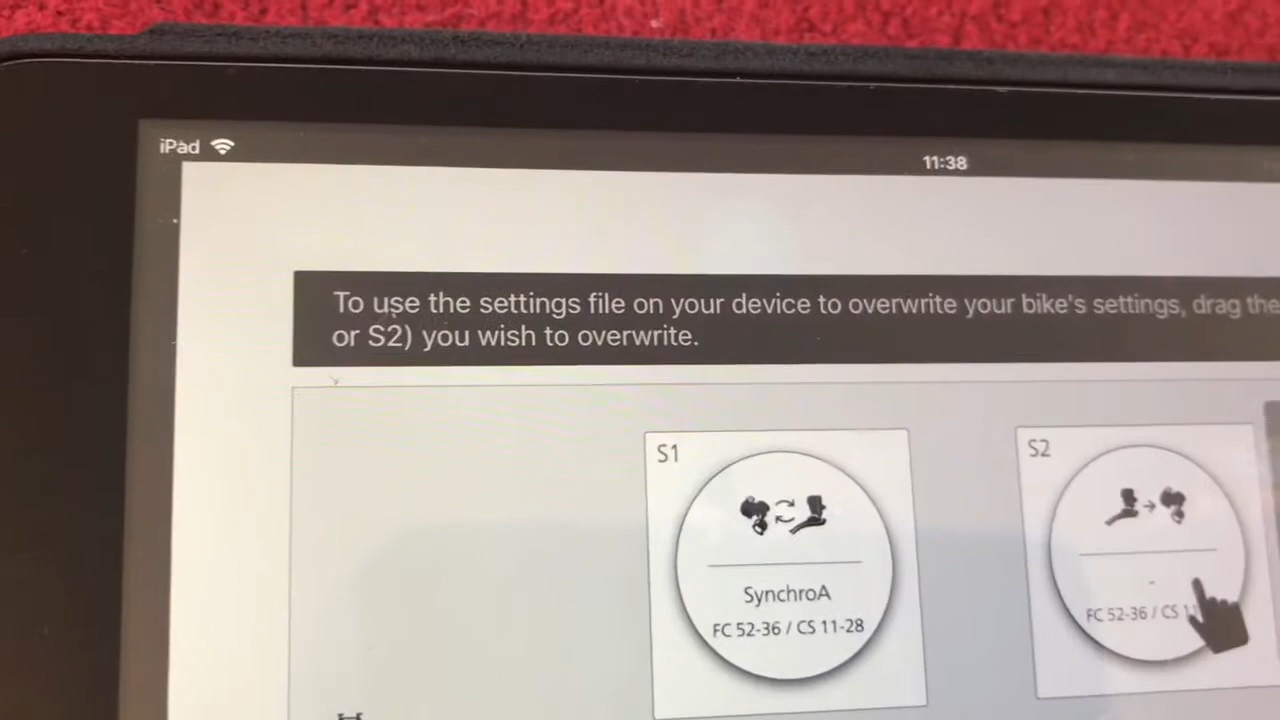 iPad
11:38
To use the settings file on your device to overwrite your bike's settings, drag the
or S2) you wish to overwrite.
S1
S2
SynchroA
-
FC 52-36 / CS 11-28
FC 52-36 / CS